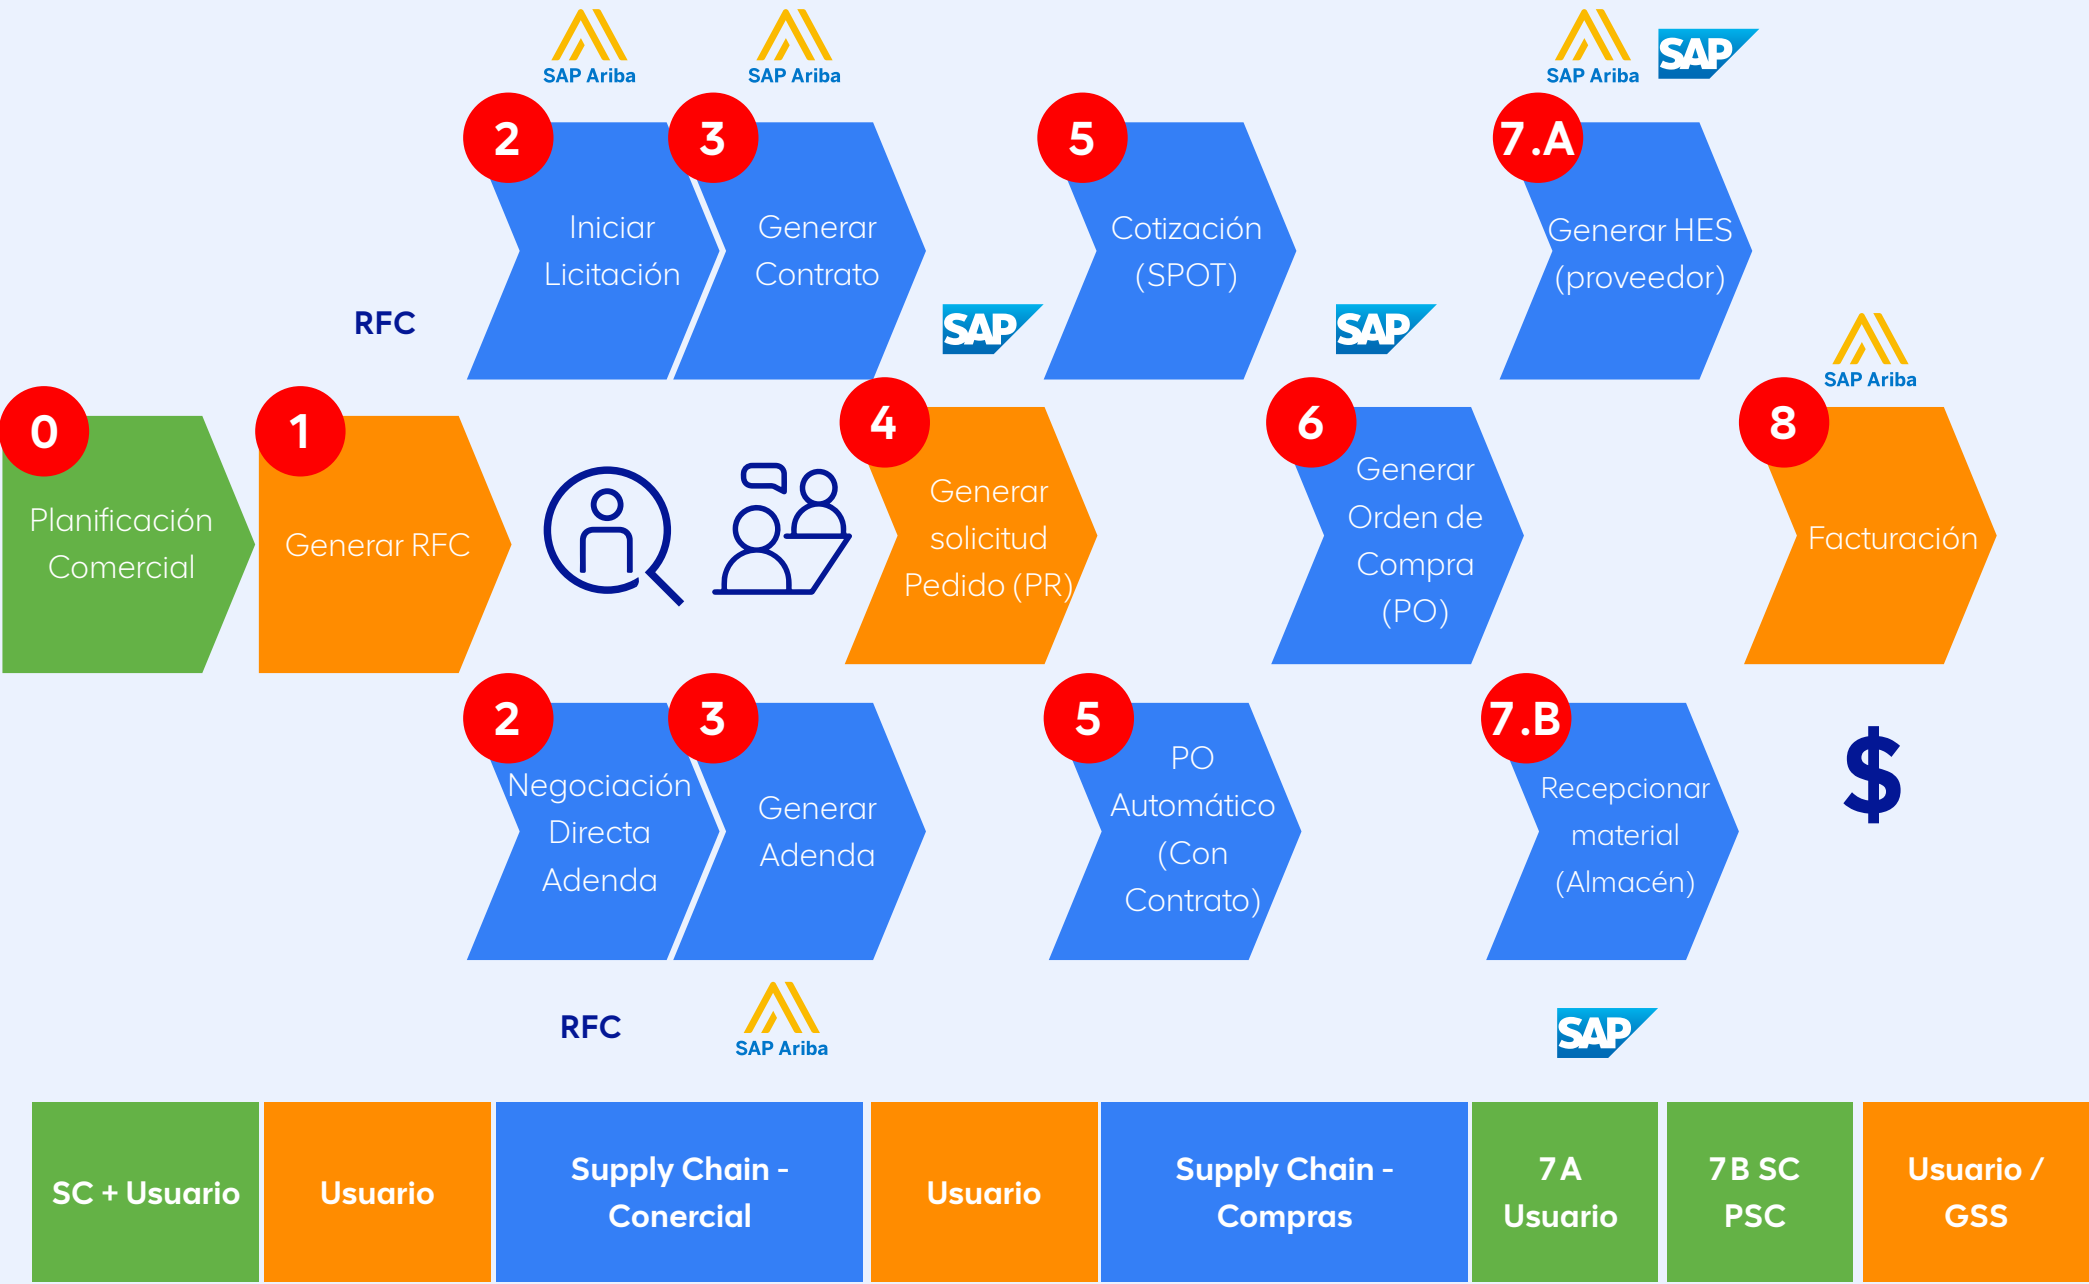 SAP Ariba
SAP Ariba
SAP Ariba
SAP
2
Iniciar
Licitación
3
Generar
Contrato
5
Cotización
(SPOT)
7.A
Generar HES
(proveedor)
RFC
SAP
SAP
SAP Ariba
0
Planificación
Comercial
1
Generar RFC
4
Generar
solicitud
Pedido (PR)
6
Generar
Orden de
Compra
(PO)
8
Facturación
2
Negociación
Directa
Adenda
3
Generar
Adenda
5
PO
Automático
(Con
Contrato)
7.B
Recepcionar
material
(Almacén)
$
RFC
SAP Ariba
SAP
SC + Usuario
Usuario
Supply Chain -
Conercial
Usuario
Supply Chain -
Compras
7A
Usuario
7B SC
PSC
Usuario /
GSS